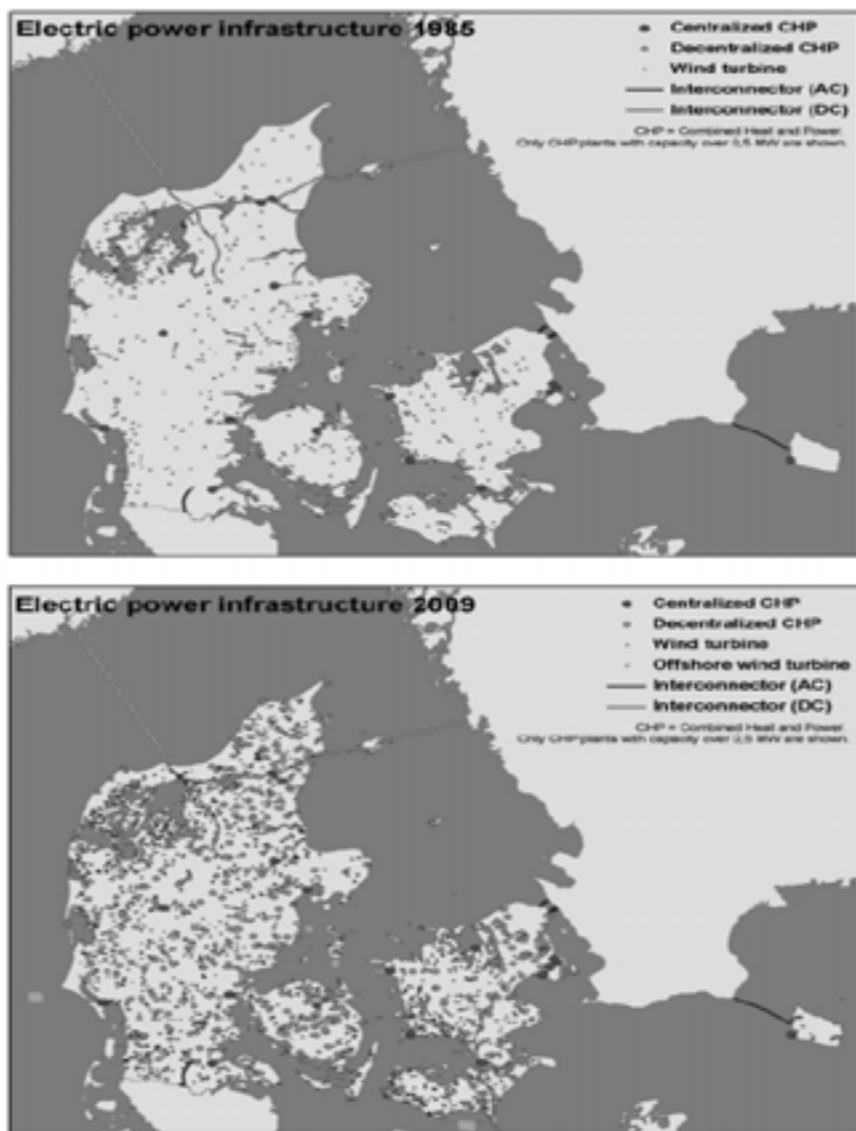 Electric power infrastructure 1985
Centralized CHP
Decentralized CHP
Wind turbine
Interconnector (AC)
Interconnector (DC)
CHP = Combined Heat and Power.
Only CHP plants with capacity over 0,5 MW are shown.
Electric power infrastructure 2009
Centralized CHP
Decentralized CHP
Wind turbine
Offshore wind turbine
Interconnector (AC)
Interconnector (DC)
CHP = Combined Heat and Power.
Only CHP plants with capacity over 0,5 MW are shown.